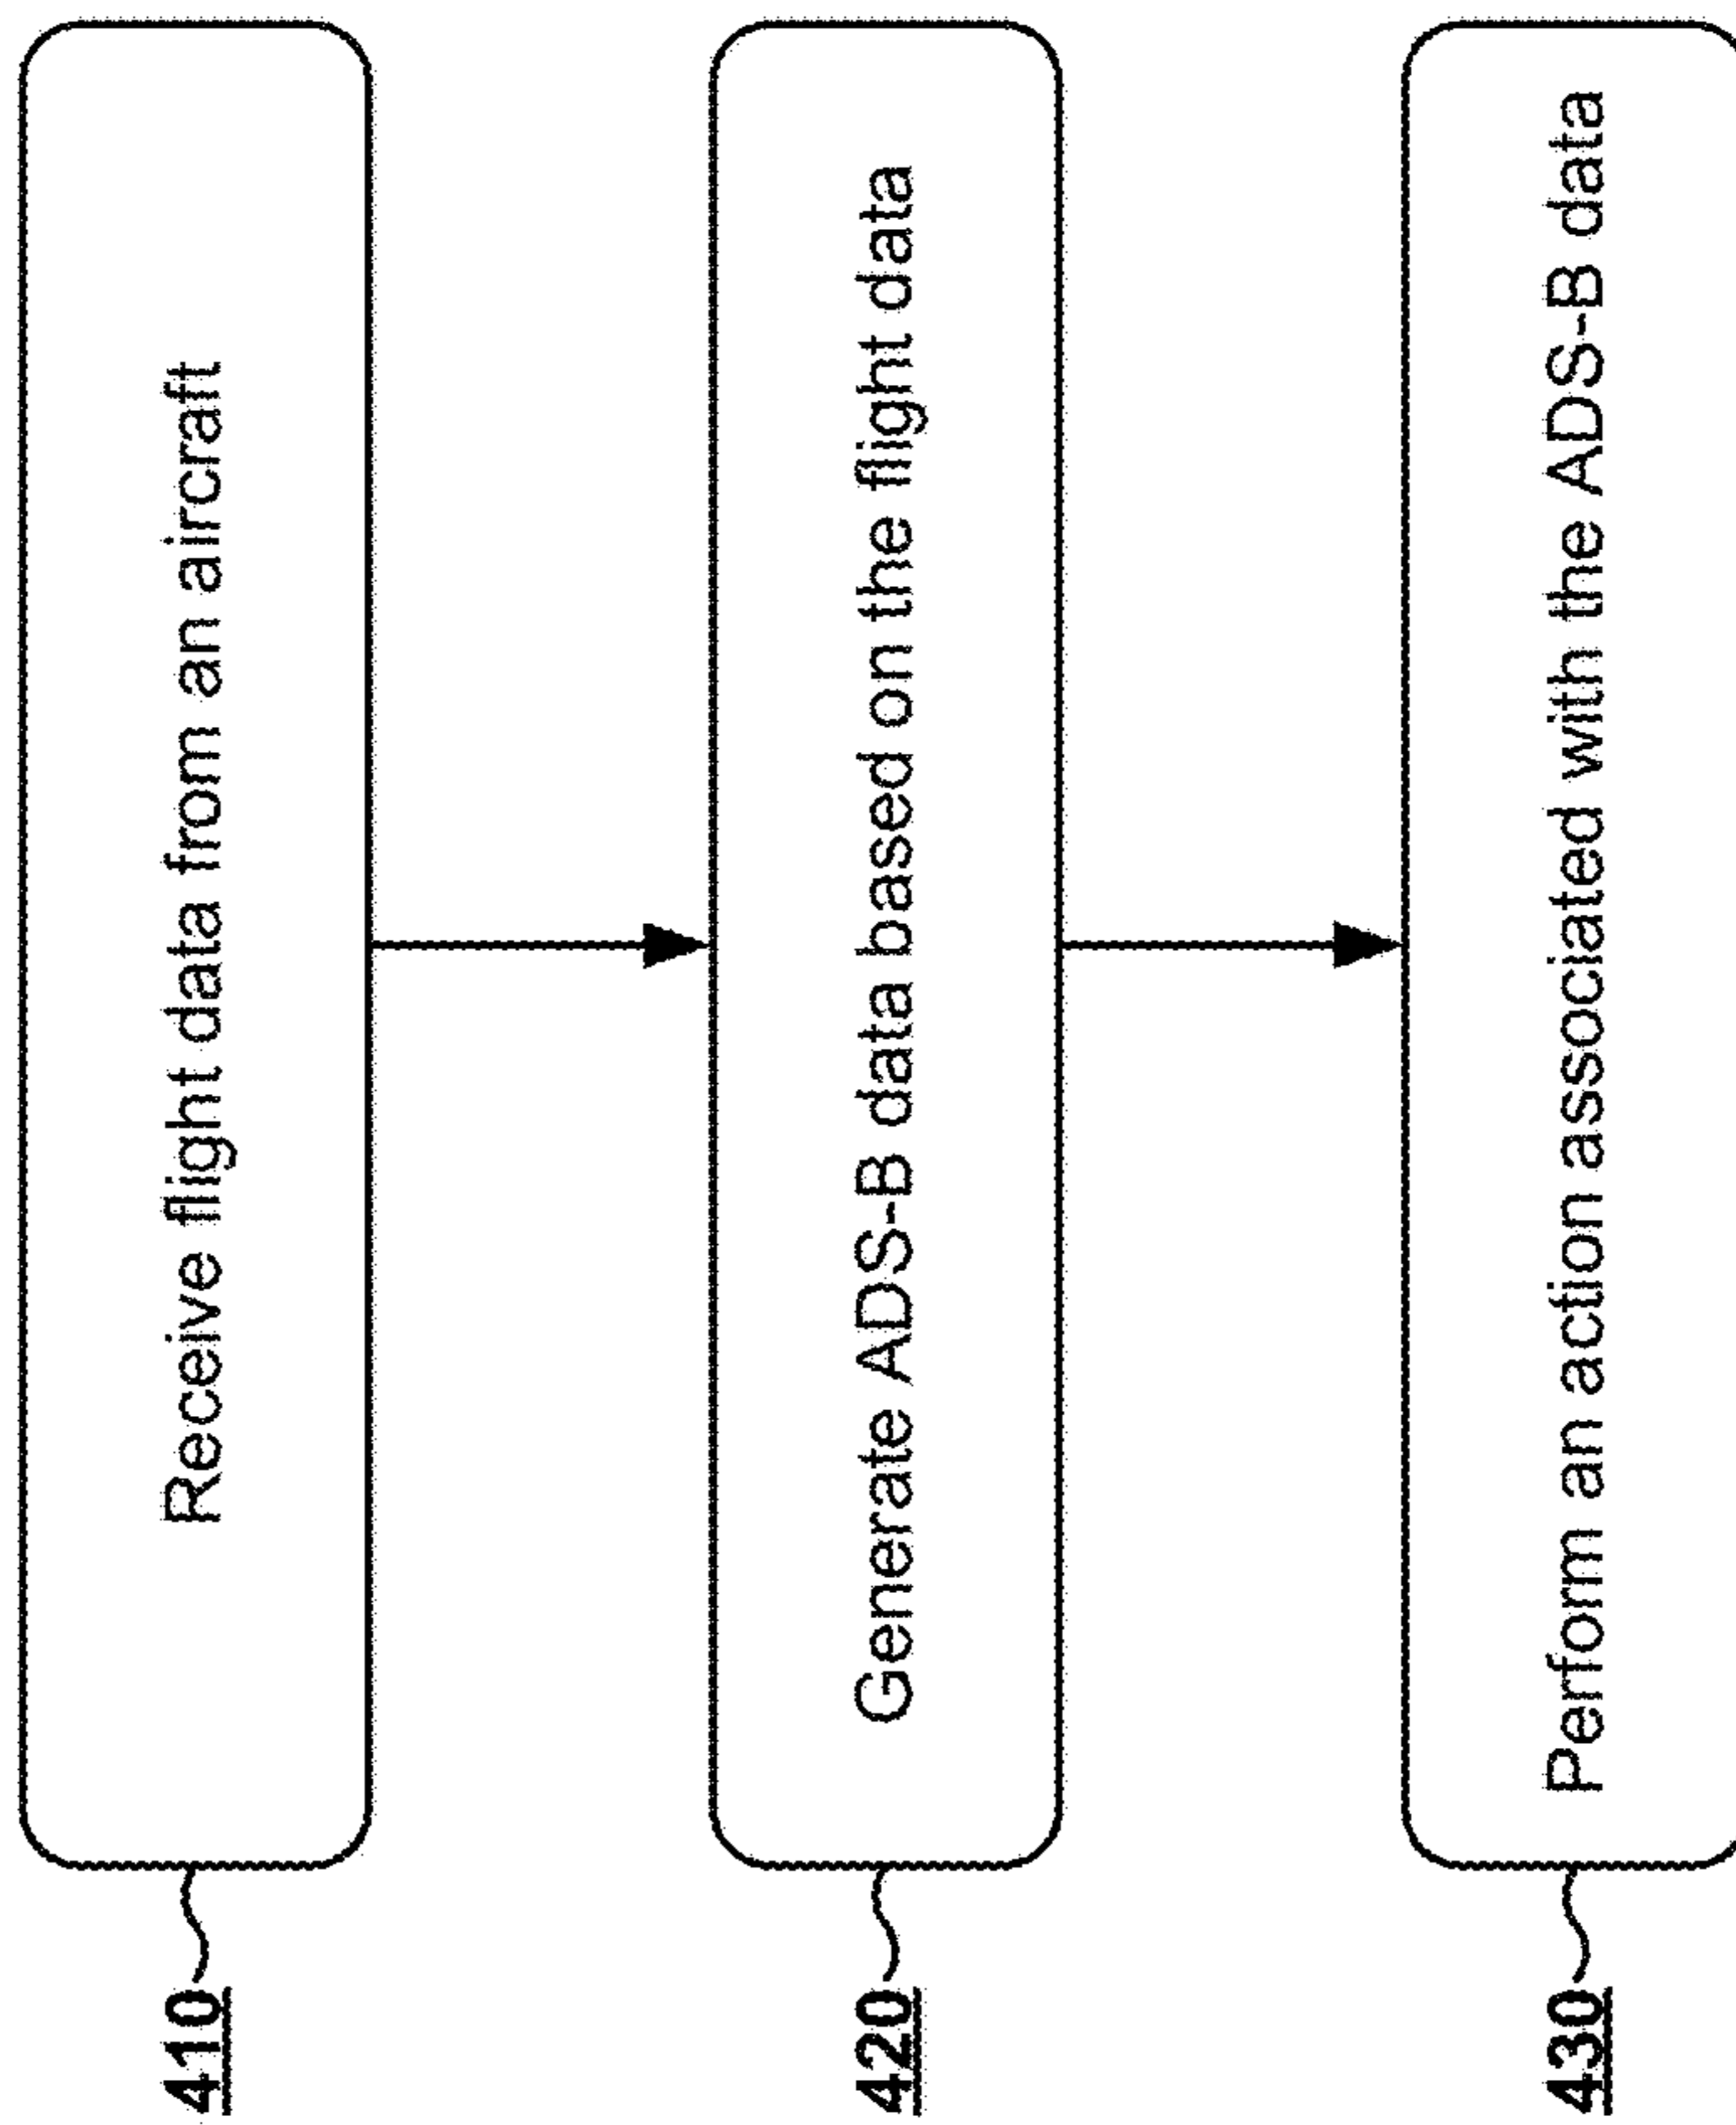 410
Receive flight data from an aircraft
420
Generate ADS-B data based on the flight data
430
Perform an action associated with the ADS-B data